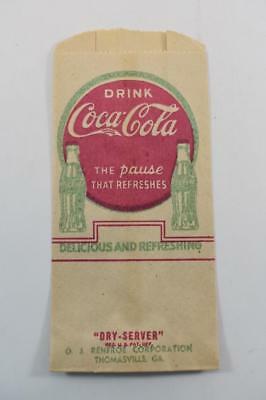 DRINK
Coca-Cola
THE pause
THAT REFRESHES
DELICIOUS AND REFRESHING
"DRY-SERVER"
REG. U.S. PAT. OFF.
O. J. RENFROE CORPORATION
THOMASVILLE, GA.